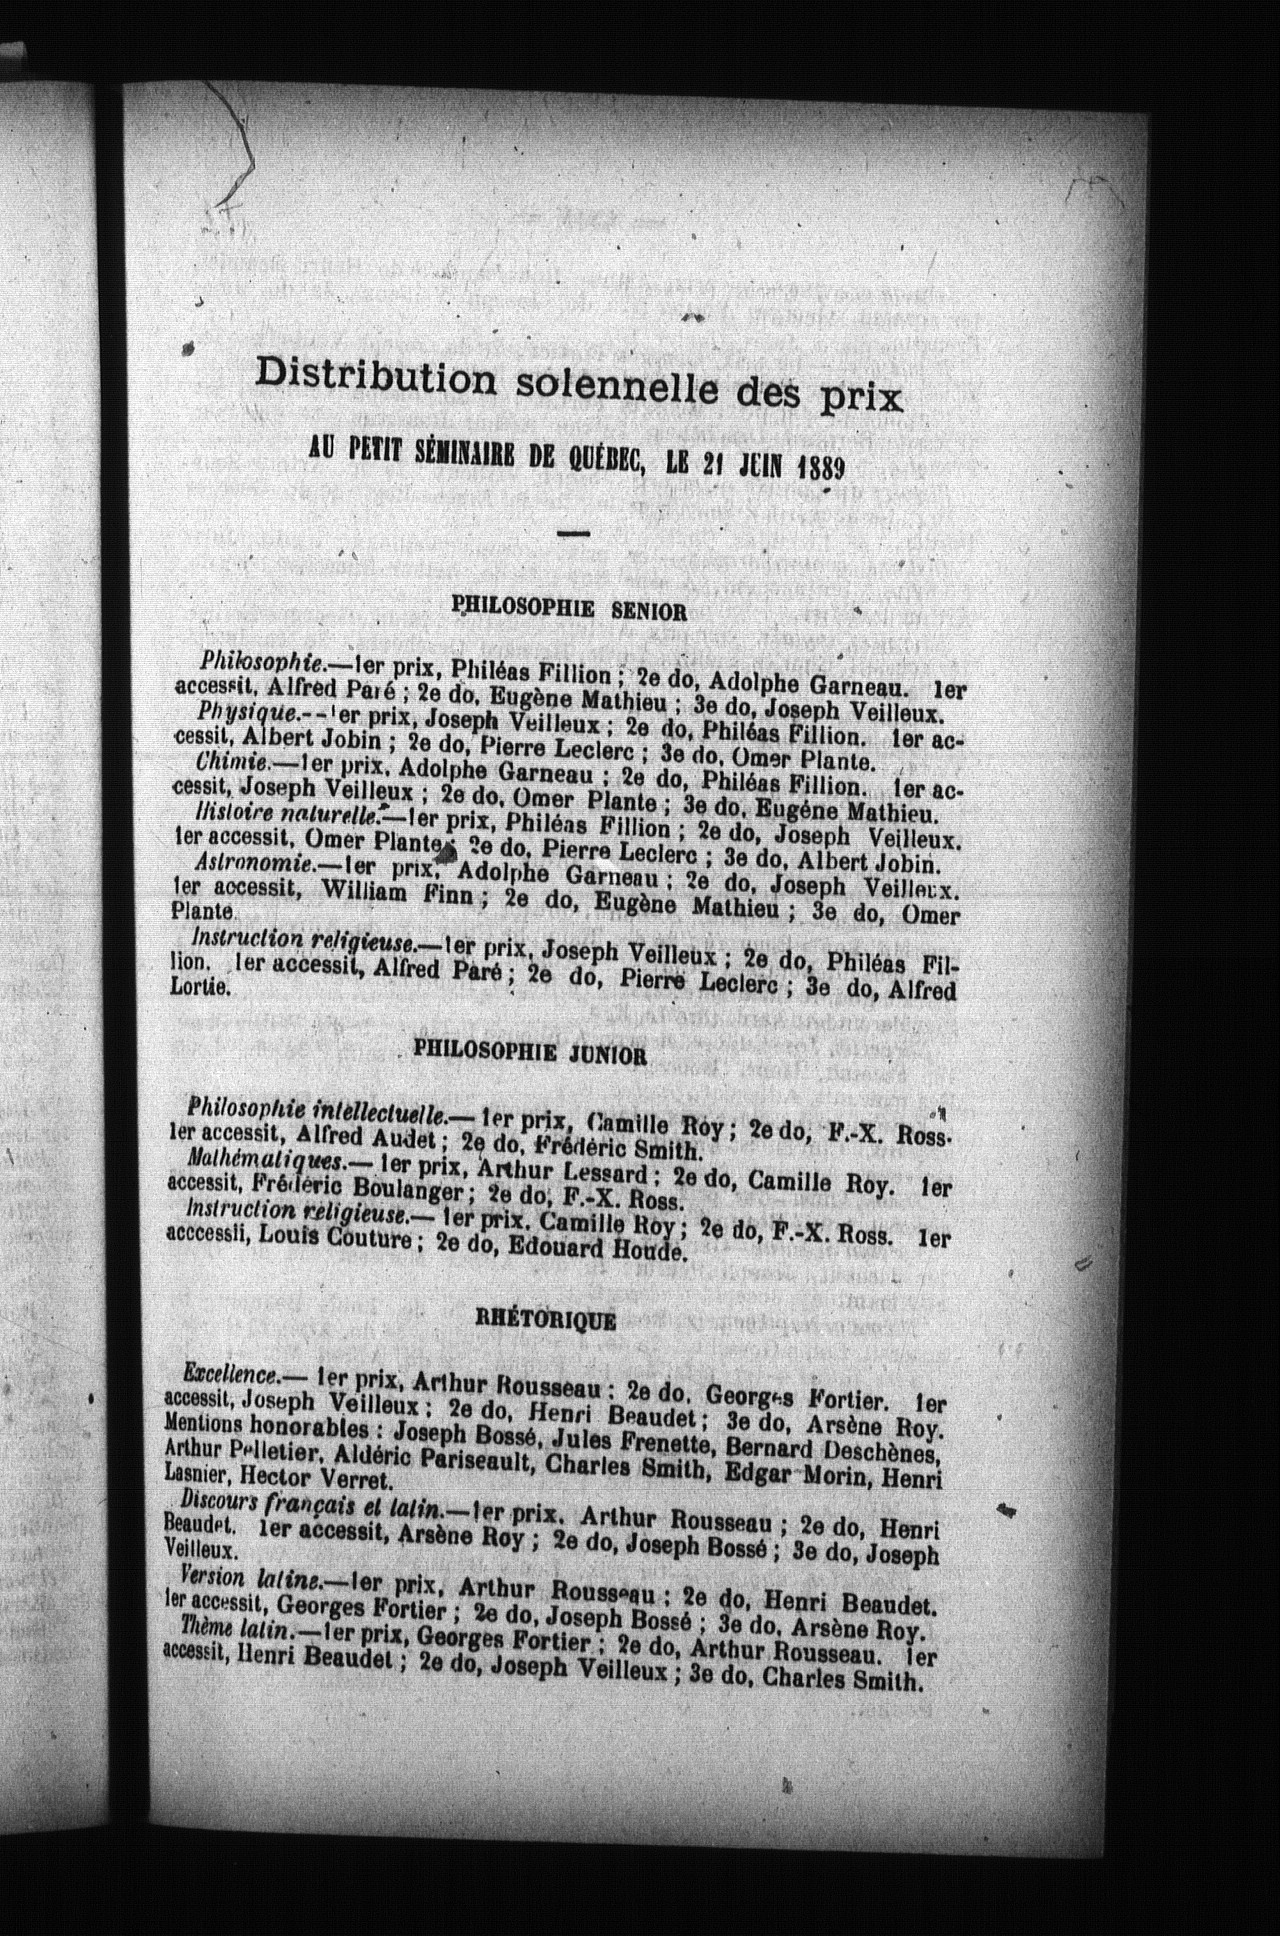 Distribution solennelle des prix
AU PETIT SÉMINAIRE DE QUÉBEC, LE 21 JUIN 1889
PHILOSOPHIE SENIOR
Philosophie.—1er prix, Philéas Fillion ; 2e do, Adolphe Garneau. 1er
accessit, Alfred Paré ; 2e do, Eugène Mathieu ; 3e do, Joseph Veilleux.
Physique.--1er prix, Joseph Veilleux ; 2e do, Philéas Fillion. 1er ac-
cessit, Albert Jobin ; 2e do, Pierre Leclerc ; 3e do, Omer Plante.
Chimie.—1er prix, Adolphe Garneau ; 2e do, Philéas Fillion. 1er ac-
cessit, Joseph Veilleux ; 2e do, Omer Plante ; 3e do, Eugéne Mathieu.
Histoire naturelle.—1er prix, Philéas Fillion ; 2e do, Joseph Veilleux.
1er accessit, Omer Plante ; 2e do, Pierre Leclerc ; 3e do, Albert Jobin.
Astronomie.—1er prix, Adolphe Garneau ; 2e do, Joseph Veilleux.
1er accessit, William Finn ; 2e do, Eugène Mathieu ; 3e do, Omer
Plante.
Instruction religieuse.—1er prix, Joseph Veilleux ; 2e do, Philéas Fil-
lion. 1er accessit, Alfred Paré ; 2e do, Pierre Leclerc ; 3e do, Alfred
Lortie.
PHILOSOPHIE JUNIOR
Philosophie intellectuelle.— 1er prix, Camille Roy ; 2e do, F.-X. Ross.
1er accessit, Alfred Audet ; 2e do, Frédéric Smith.
Mathématiques.— 1er prix, Arthur Lessard ; 2e do, Camille Roy. 1er
accessit, Frédéric Boulanger ; 2e do, F.-X. Ross.
Instruction religieuse.— 1er prix, Camille Roy ; 2e do, F.-X. Ross. 1er
acccessit, Louis Couture ; 2e do, Edouard Houde.
RHÉTORIQUE
Excellence.— 1er prix, Arthur Rousseau ; 2e do, Georges Fortier. 1er
accessit, Joseph Veilleux ; 2e do, Henri Beaudet ; 3e do, Arsène Roy.
Mentions honorables : Joseph Bossé, Jules Frenette, Bernard Deschènes,
Arthur Pelletier, Aldéric Pariseault, Charles Smith, Edgar Morin, Henri
Lasnier, Hector Verret.
Discours français et latin.—1er prix, Arthur Rousseau ; 2e do, Henri
Beaudet. 1er accessit, Arsène Roy ; 2e do, Joseph Bossé ; 3e do, Joseph
Veilleux.
Version latine.—1er prix, Arthur Rousseau ; 2e do, Henri Beaudet.
1er accessit, Georges Fortier ; 2e do, Joseph Bossé ; 3e do, Arsène Roy.
Thème latin.—1er prix, Georges Fortier ; 2e do, Arthur Rousseau. 1er
accessit, Henri Beaudet ; 2e do, Joseph Veilleux ; 3e do, Charles Smith.